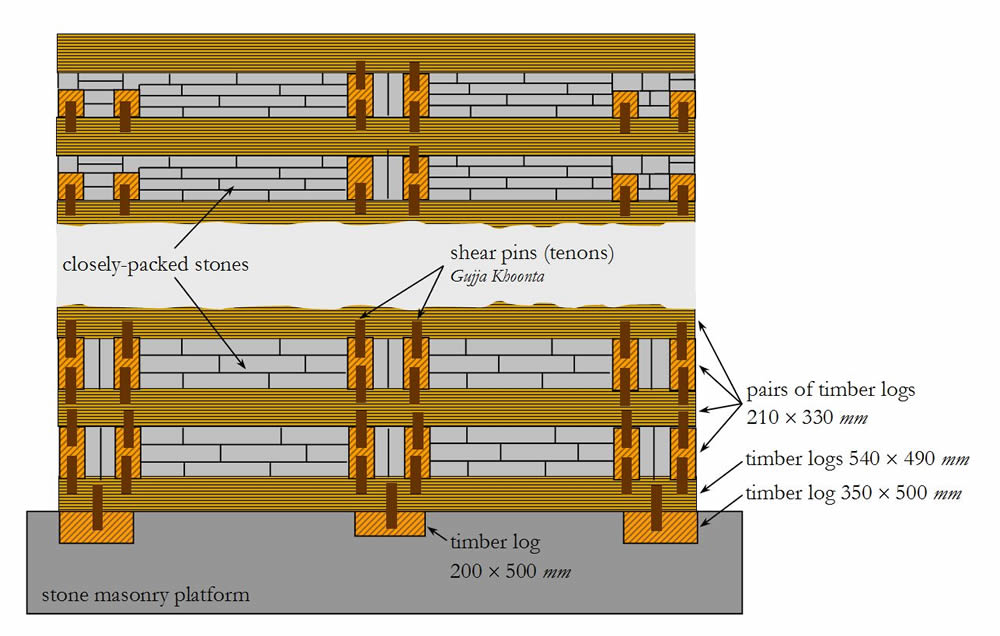 closely-packed stones
shear pins (tenons)
Gujja Khoonta
pairs of timber logs
210 × 330 mm
timber logs 540 × 490 mm
timber log 350 × 500 mm
timber log
200 × 500 mm
stone masonry platform